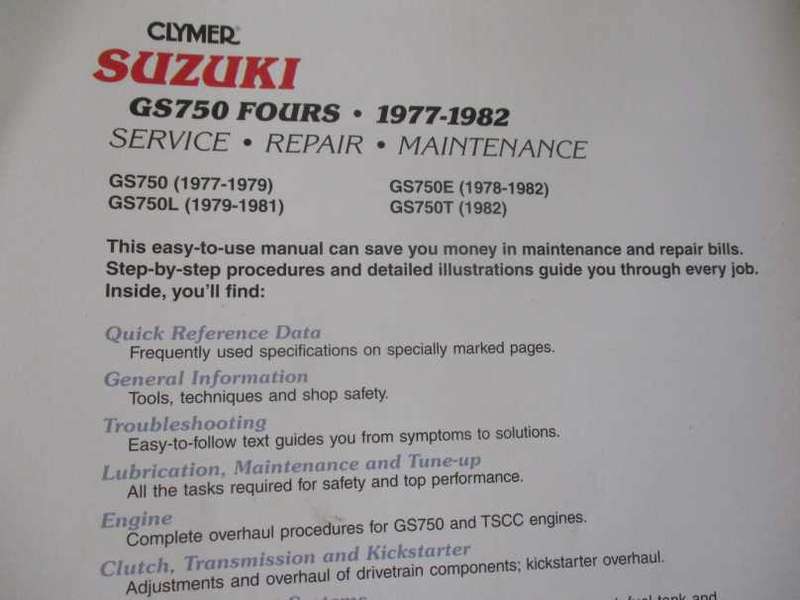 CLYMER®
SUZUKI
GS750 FOURS • 1977-1982
SERVICE • REPAIR • MAINTENANCE
GS750 (1977-1979) GS750E (1978-1982)
GS750L (1979-1981) GS750T (1982)
This easy-to-use manual can save you money in maintenance and repair bills.
Step-by-step procedures and detailed illustrations guide you through every job.
Inside, you'll find:
Quick Reference Data
Frequently used specifications on specially marked pages.
General Information
Tools, techniques and shop safety.
Troubleshooting
Easy-to-follow text guides you from symptoms to solutions.
Lubrication, Maintenance and Tune-up
All the tasks required for safety and top performance.
Engine
Complete overhaul procedures for GS750 and TSCC engines.
Clutch, Transmission and Kickstarter
Adjustments and overhaul of drivetrain components; kickstarter overhaul.
fuel tank and